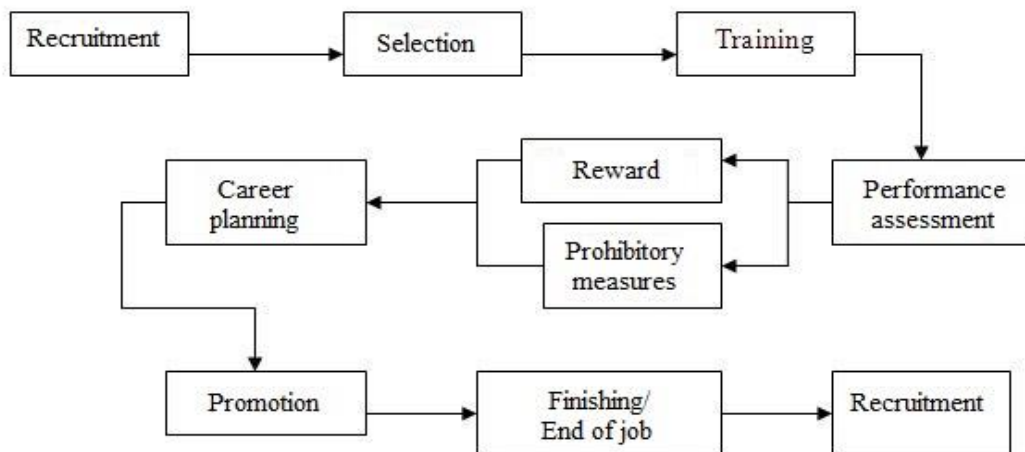 Recruitment
Selection
Training
Performance
assessment
Reward
Prohibitory
measures
Career
planning
Promotion
Finishing/
End of job
Recruitment